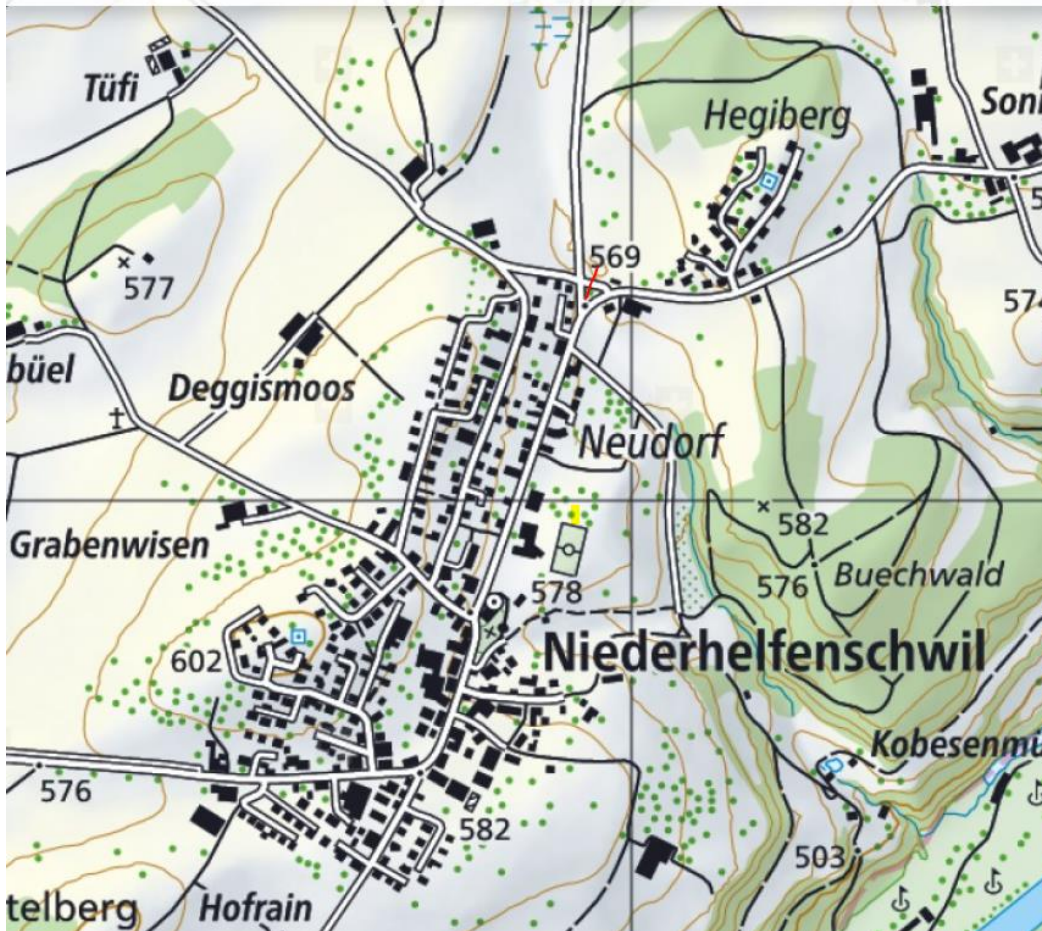 Tüfi
Hegiberg
Soni
577
569
574
büel
Deggismoos
Neudorf
Grabenwisen
582
576
Buechwald
578
602
Niederhelfenschwil
Kobesenmü
576
582
503
telberg
Hofrain